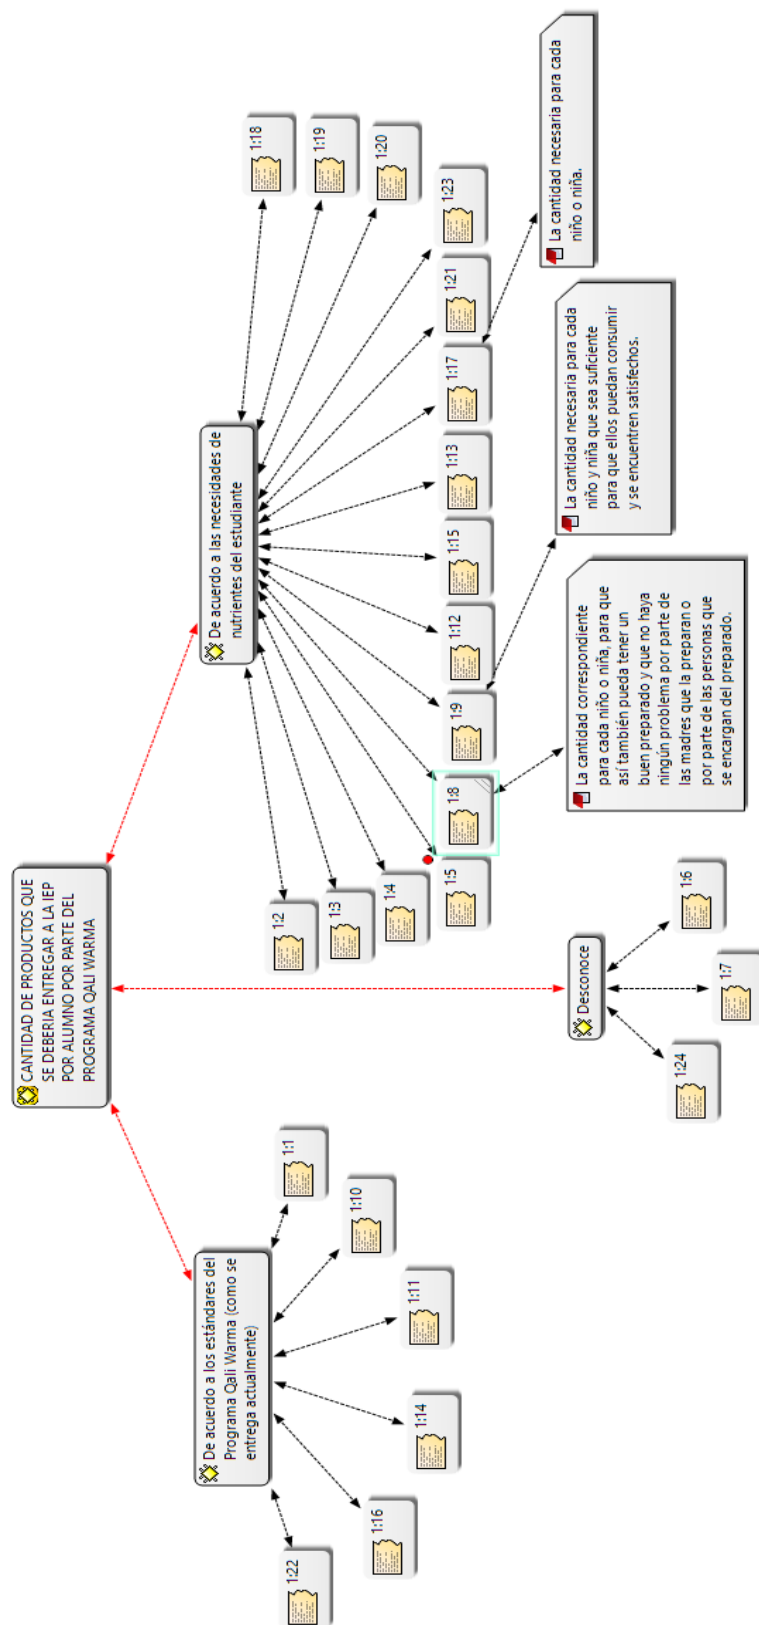 CANTIDAD DE PRODUCTOS QUE
SE DEBERIA ENTREGAR A LA IEP
POR ALUMNO POR PARTE DEL
PROGRAMA QALI WARMA
De acuerdo a los estándares del
Programa Qali Warma (como se
entrega actualmente)
1:22
1:16
1:14
1:11
1:10
1:1
Desconoce
1:24
1:7
1:6
De acuerdo a las necesidades de
nutrientes del estudiante
1:2
1:3
1:4
1:5
1:8
1:9
1:12
1:15
1:13
1:17
1:21
1:23
1:20
1:19
1:18
La cantidad correspondiente
para cada niño o niña, para que
así también pueda tener un
buen preparado y que no haya
ningún problema por parte de
las madres que la preparan o
por parte de las personas que
se encargan del preparado.
La cantidad necesaria para cada
niño y niña que sea suficiente
para que ellos puedan consumir
y se encuentren satisfechos.
La cantidad necesaria para cada
niño o niña.